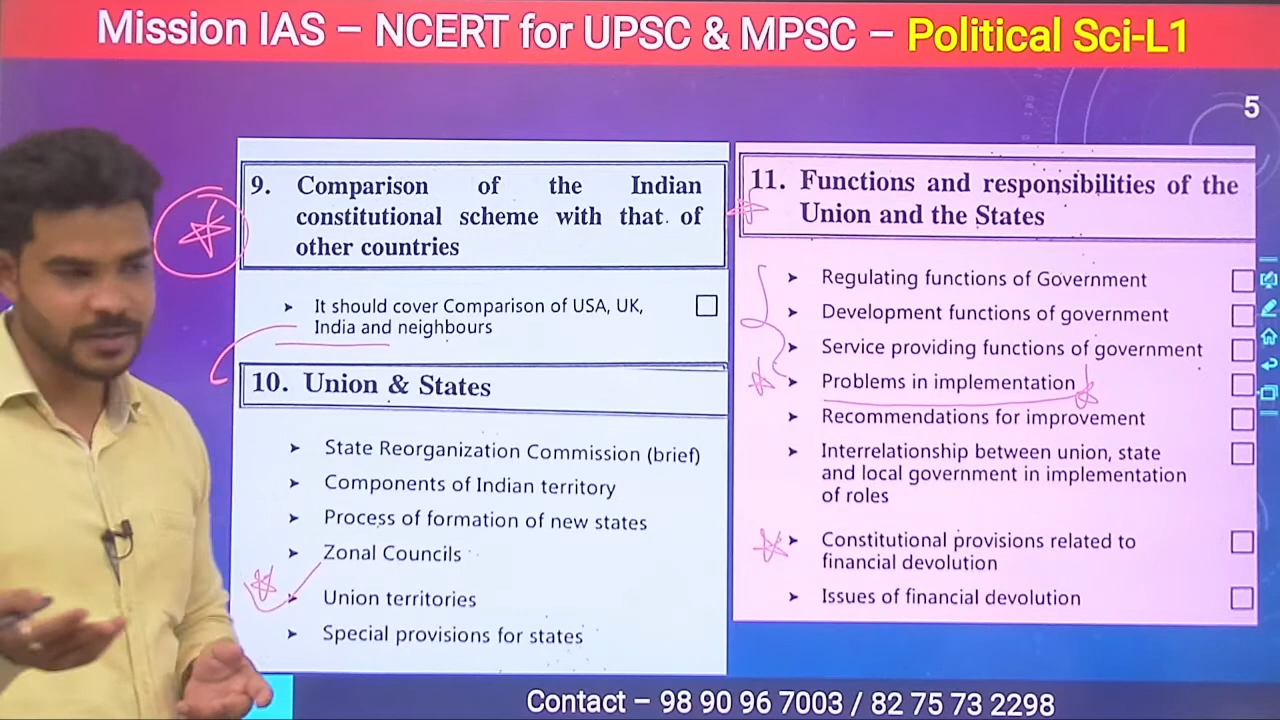 Mission IAS – NCERT for UPSC & MPSC – Political Sci-L1
5
9. Comparison of the Indian
constitutional scheme with that of
other countries
➤ It should cover Comparison of USA, UK,
India and neighbours
10. Union & States
➤ State Reorganization Commission (brief)
➤ Components of Indian territory
➤ Process of formation of new states
➤ Zonal Councils
➤ Union territories
➤ Special provisions for states
11. Functions and responsibilities of the
Union and the States
➤ Regulating functions of Government
➤ Development functions of government
➤ Service providing functions of government
➤ Problems in implementation
➤ Recommendations for improvement
➤ Interrelationship between union, state
and local government in implementation
of roles
➤ Constitutional provisions related to
financial devolution
➤ Issues of financial devolution
Contact – 98 90 96 7003 / 82 75 73 2298